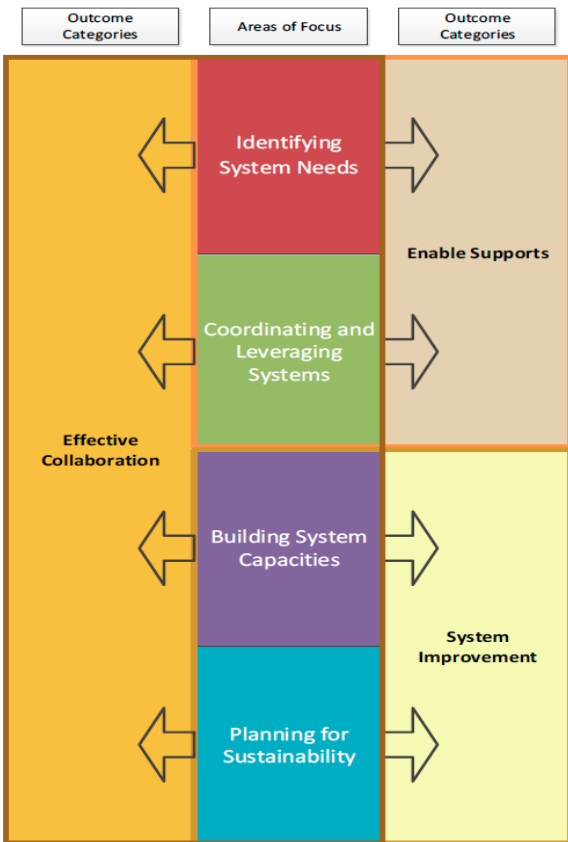 Outcome
Categories
Areas of Focus
Outcome
Categories
Identifying
System Needs
Enable Supports
Coordinating and
Leveraging
Systems
Effective
Collaboration
Building System
Capacities
System
Improvement
Planning for
Sustainability